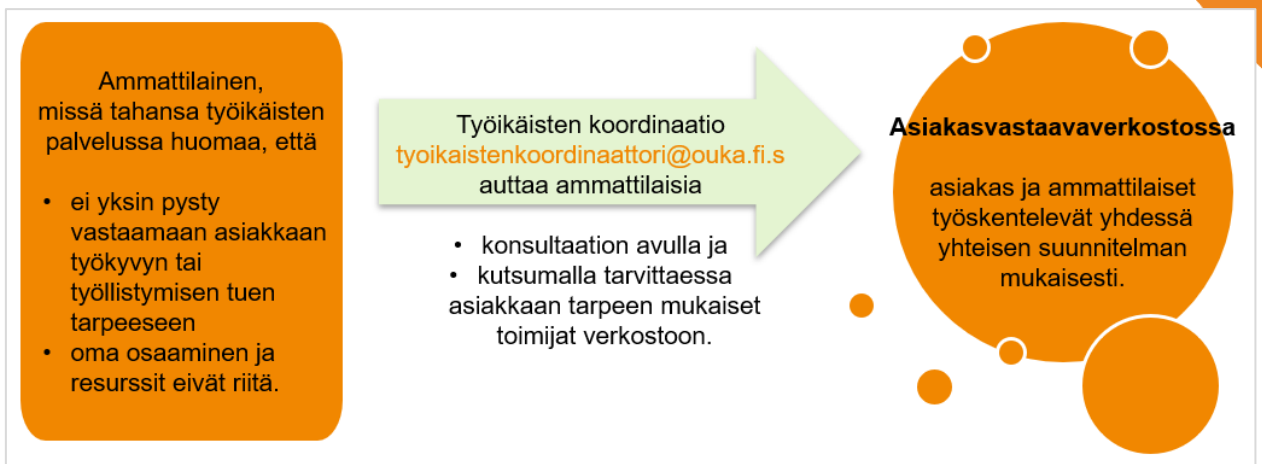 Ammattilainen,
missä tahansa työikäisten
palvelussa huomaa, että
• ei yksin pysty
vastaamaan asiakkaan
työkyvyn tai
työllistymisen tuen
tarpeeseen
• oma osaaminen ja
resurssit eivät riitä.
Työikäisten koordinaatio
tyoikaistenkoordinaattori@ouka.fi.s
auttaa ammattilaisia
• konsultaation avulla ja
• kutsumalla tarvittaessa
asiakkaan tarpeen mukaiset
toimijat verkostoon.
Asiakasvastaavaverkostossa
asiakas ja ammattilaiset
työskentelevät yhdessä
yhteisen suunnitelman
mukaisesti.